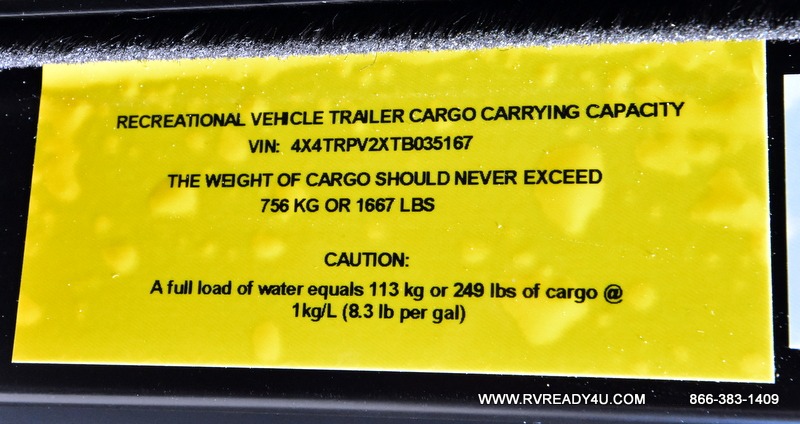 RECREATIONAL VEHICLE TRAILER CARGO CARRYING CAPACITY
VIN: 4X4TRPV2XTB035167
THE WEIGHT OF CARGO SHOULD NEVER EXCEED
756 KG OR 1667 LBS
CAUTION:
A full load of water equals 113 kg or 249 lbs of cargo @
1kg/L (8.3 lb per gal)
WWW.RVREADY4U.COM 866-383-1409